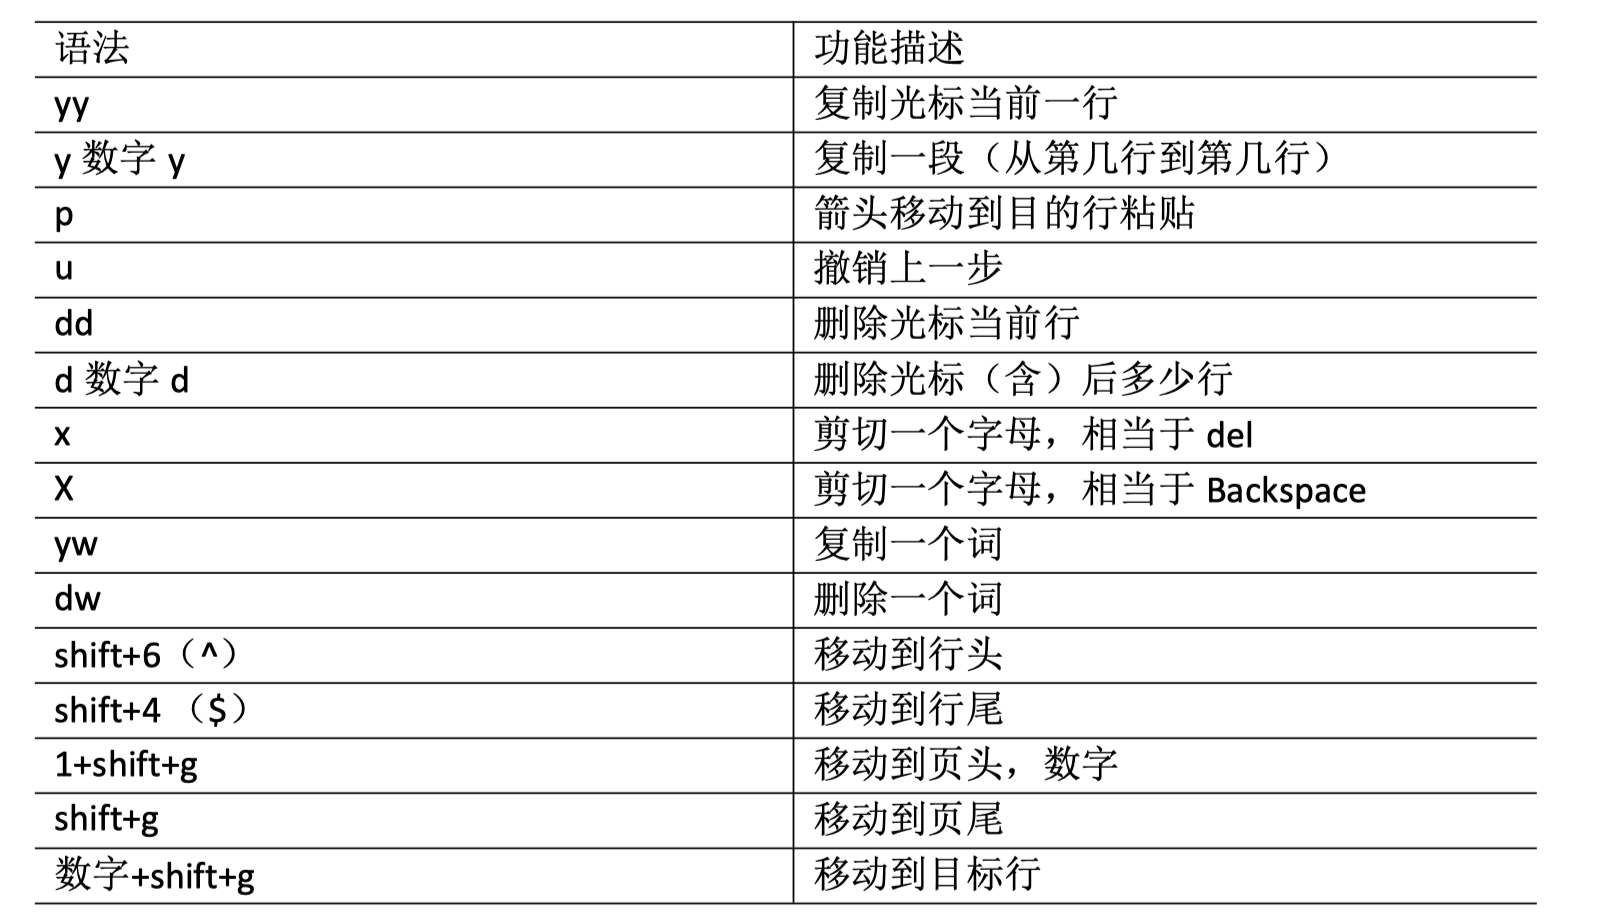 语法 功能描述
yy 复制光标当前一行
y 数字 y 复制一段（从第几行到第几行）
p 箭头移动到目的行粘贴
u 撤销上一步
dd 删除光标当前行
d 数字 d 删除光标（含）后多少行
x 剪切一个字母，相当于 del
X 剪切一个字母，相当于 Backspace
yw 复制一个词
dw 删除一个词
shift+6（^） 移动到行头
shift+4 （$） 移动到行尾
1+shift+g 移动到页头，数字
shift+g 移动到页尾
数字+shift+g 移动到目标行